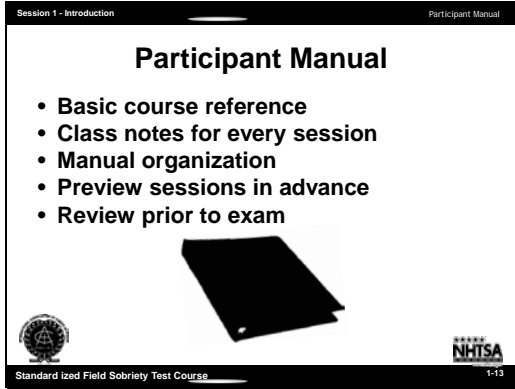 Session 1 - Introduction Participant Manual
Participant Manual
• Basic course reference
• Class notes for every session
• Manual organization
• Preview sessions in advance
• Review prior to exam
NHTSA
Standard ized Field Sobriety Test Course 1-13